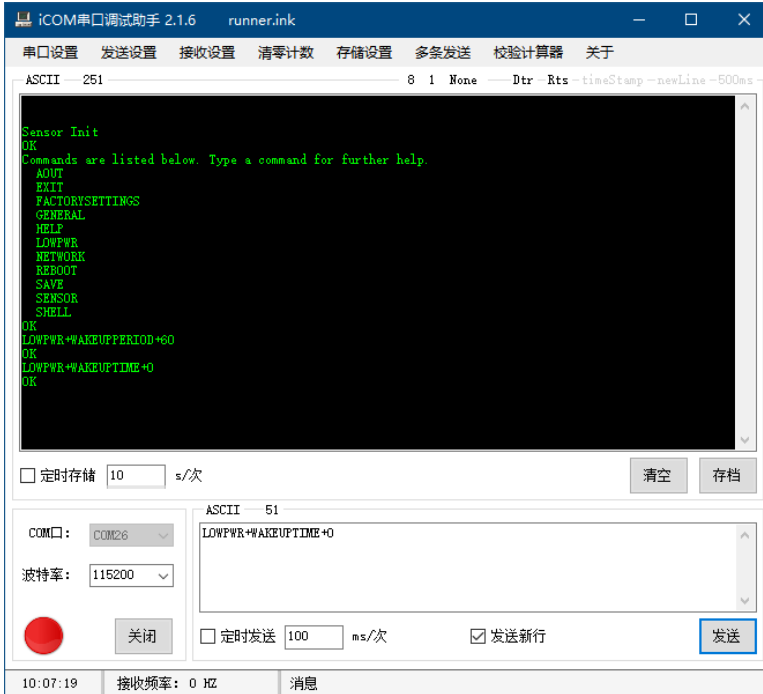 iCOM串口调试助手 2.1.6 runner.ink
串口设置 发送设置 接收设置 清零计数 存储设置 多条发送 校验计算器 关于
ASCII 251 8 1 None Dtr Rts timeStamp newLine 500ms
Sensor Init
OK
Commands are listed below. Type a command for further help.
AOUT
EXIT
FACTORYSETTINGS
GENERAL
HELP
LOWPWR
NETWORK
REBOOT
SAVE
SENSOR
SHELL
OK
LOWPWR+WAKEUPPERIOD+60
OK
LOWPWR+WAKEUPTIME+0
OK
定时存储 10 s/次 清空 存档
ASCII 51
COM口: COM26
LOWPWR+WAKEUPTIME+0
波特率: 115200
关闭 定时发送 100 ms/次 发送新行 发送
10:07:19 接收频率: 0 HZ 消息